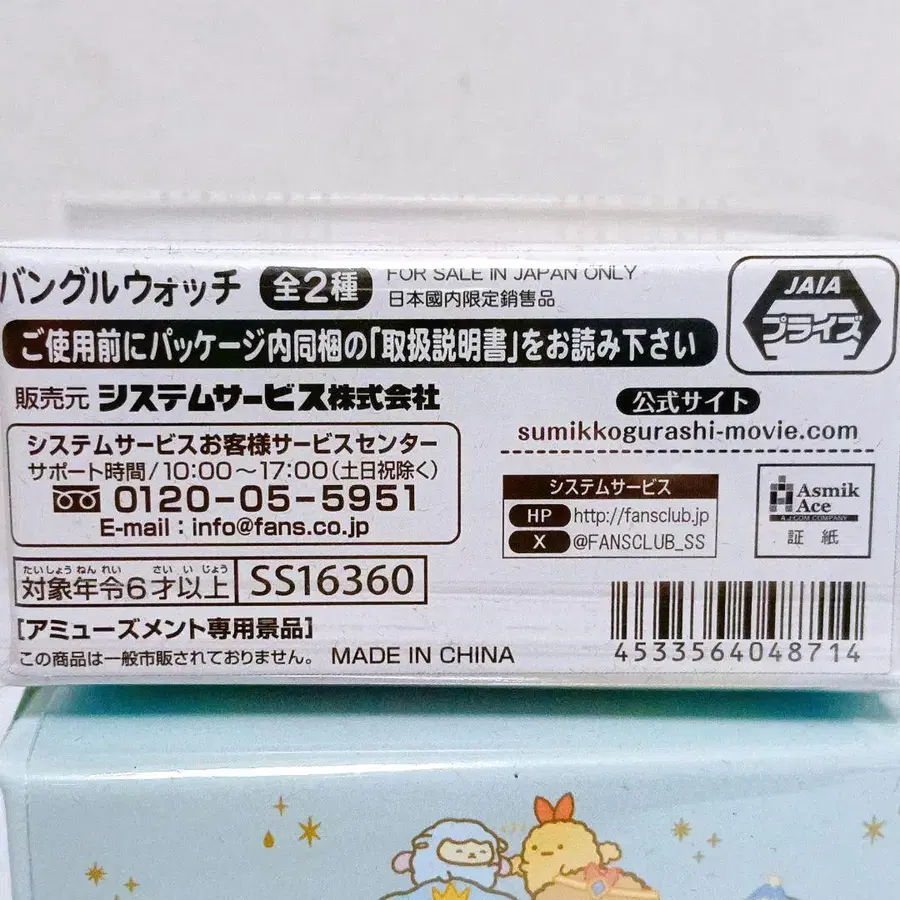 バングルウォッチ 全2種 FOR SALE IN JAPAN ONLY
日本國内限定銷售品
JAIA
プライズ
ご使用前にパッケージ内同梱の「取扱説明書」をお読み下さい
販売元 システムサービス株式会社
システムサービスお客様サービスセンター
サポート時間/10:00~17:00(土日祝除く)
0120-05-5951
E-mail:info@fans.co.jp
公式サイト
sumikkogurashi-movie.com
システムサービス
HP http://fansclub.jp
X @FANSCLUB_SS
Asmik
Ace
A J:COM COMPANY
証紙
たいしょうねんれい さいいじょう
対象年令6才以上 SS16360
[アミューズメント専用景品]
この商品は一般市販されておりません。 MADE IN CHINA
4533564048714